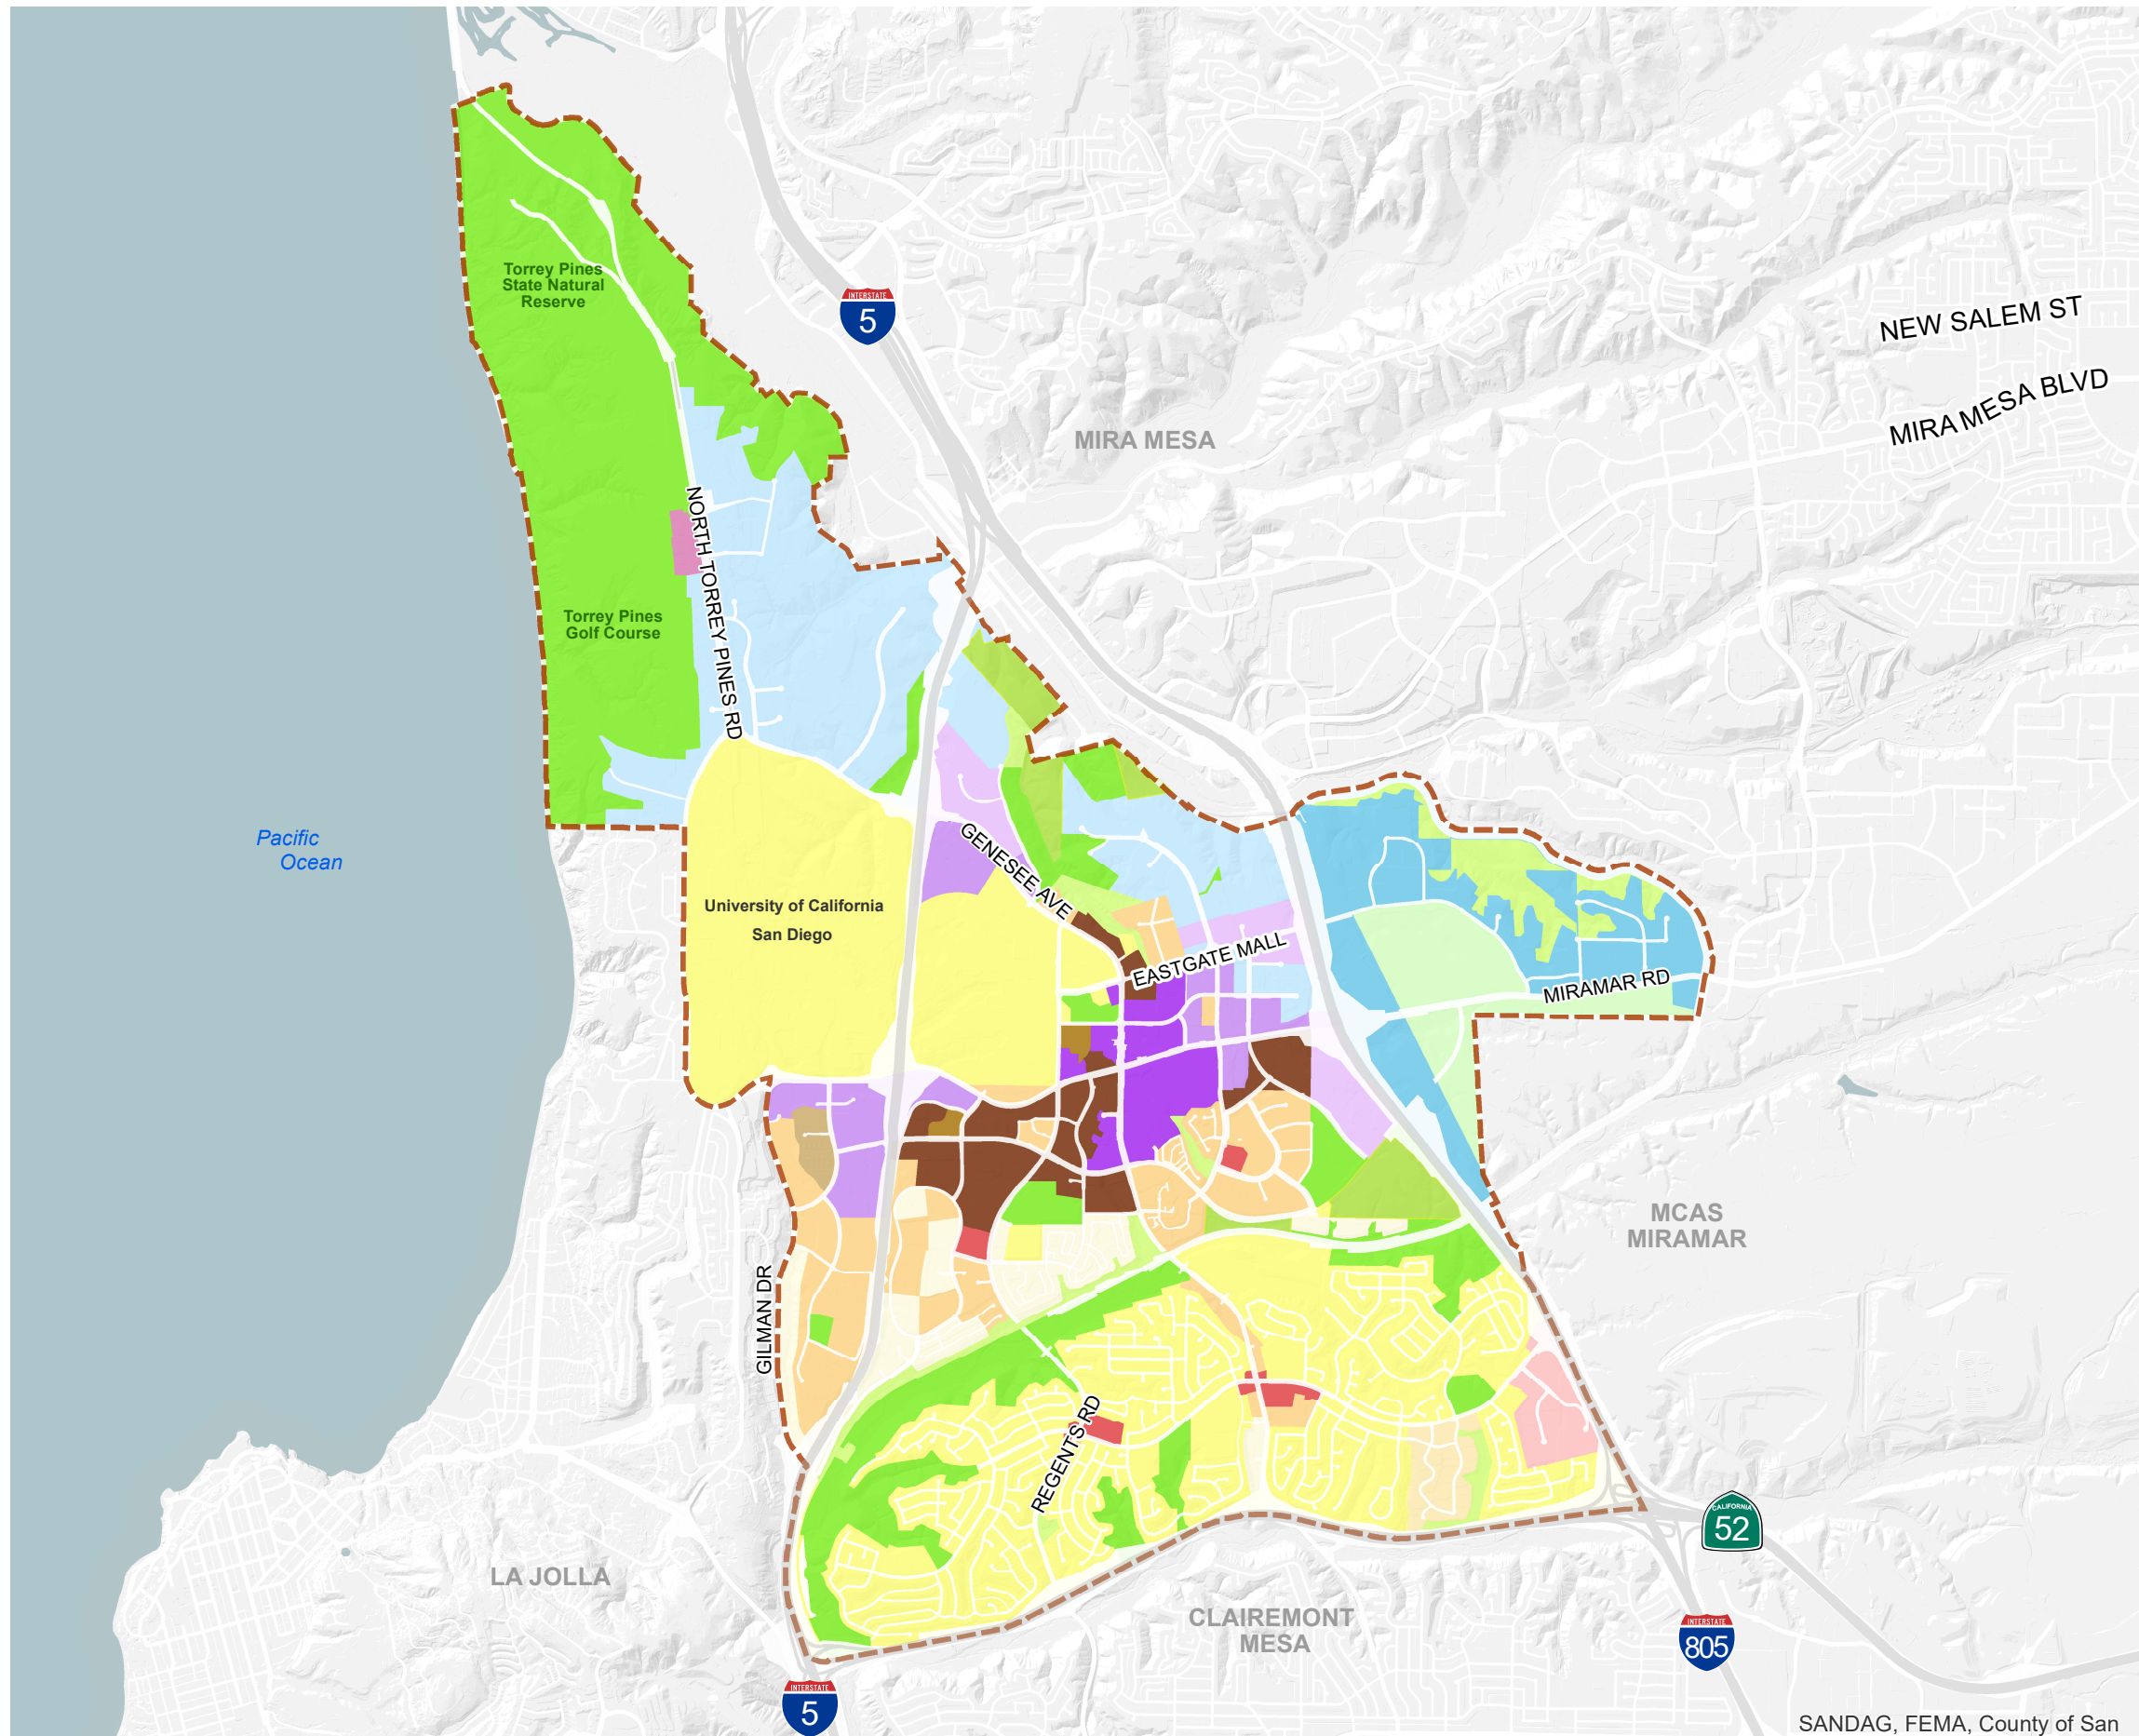 Torrey Pines
State Natural
Reserve
INTERSTATE
5
NEW SALEM ST
MIRA MESA BLVD
MIRA MESA
NORTH TORREY PINES RD
Torrey Pines
Golf Course
Pacific
Ocean
GENESEE AVE
University of California
San Diego
EASTGATE MALL
MIRAMAR RD
MCAS
MIRAMAR
GILMAN DR
REGENTS RD
CALIFORNIA
52
LA JOLLA
CLAIREMONT
MESA
INTERSTATE
805
INTERSTATE
5
SANDAG, FEMA, County of San